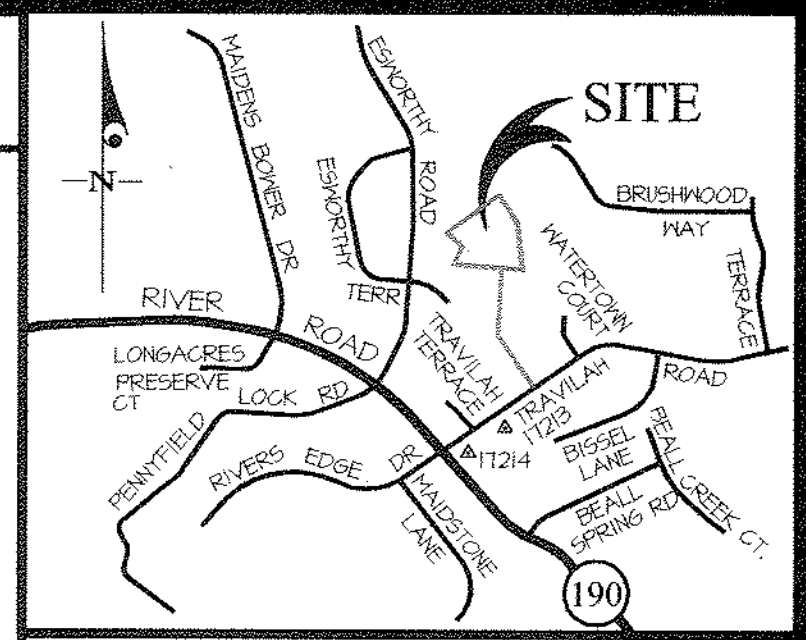 SITE
N
MAIDENS BOWER DR
ESWORTHY
ROAD
ESWORTHY
TERR
BRUSHWOOD
WAY
TERRACE
WATERTOWN
COURT
RIVER
ROAD
TRAVILAH
TERRACE
LONGACRES
PRESERVE
CT
LOCK RD
PENNYFIELD
RIVERS EDGE DR
TRAVILAH
ROAD
17213
17214
MAIDSTONE
LANE
BISSEL
LANE
BEALL
SPRING RD
BEALL CREEK CT.
190